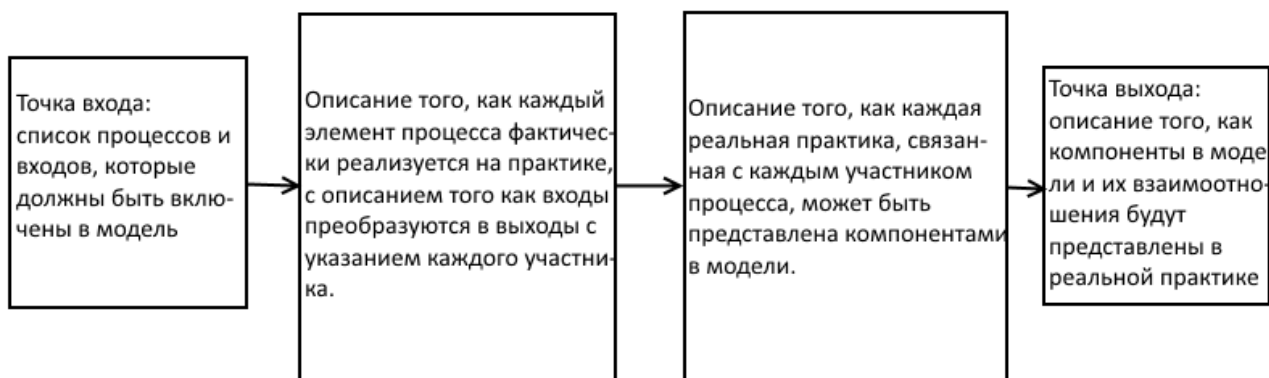 Точка входа:
список процессов и
входов, которые
должны быть вклю-
чены в модель
Описание того, как каждый
элемент процесса фактичес-
ки реализуется на практике,
с описанием того как входы
преобразуются в выходы с
указанием каждого участни-
ка.
Описание того, как каждая
реальная практика, связан-
ная с каждым участником
процесса, может быть
представлена компонентами
в модели.
Точка выхода:
описание того, как
компоненты в моде
ли и их взаимоотно-
шения будут
представлены в
реальной практике